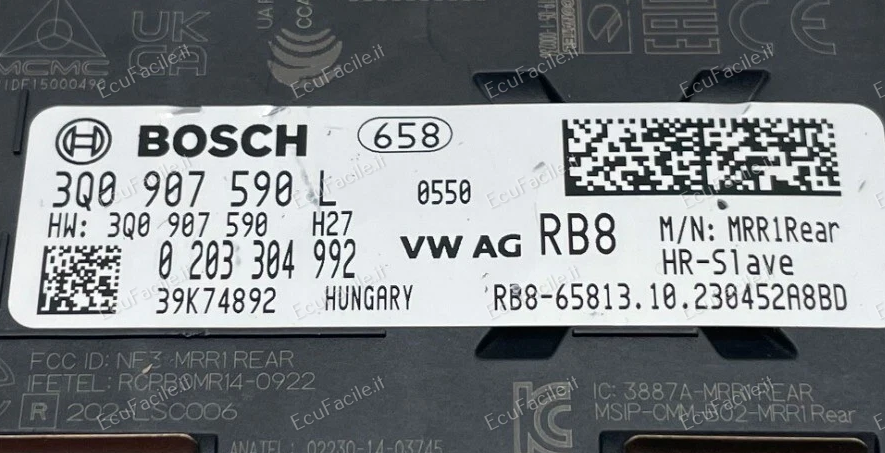 UK
CA
MCMC
BOSCH 658
3Q0 907 590 L 0550
HW: 3Q0 907 590 H27
0 203 304 992
VW AG RB8 M/N: MRR1Rear
HR-Slave
39K74892 HUNGARY RB8-65813.10.230452A8BD
FCC ID: NF3-MRR1REAR
IFETEL: RCPBOMR14-0922
R
IC: 3887A-MRR1REAR
ANATEL: 02230-14-03745
EcuFacile.it